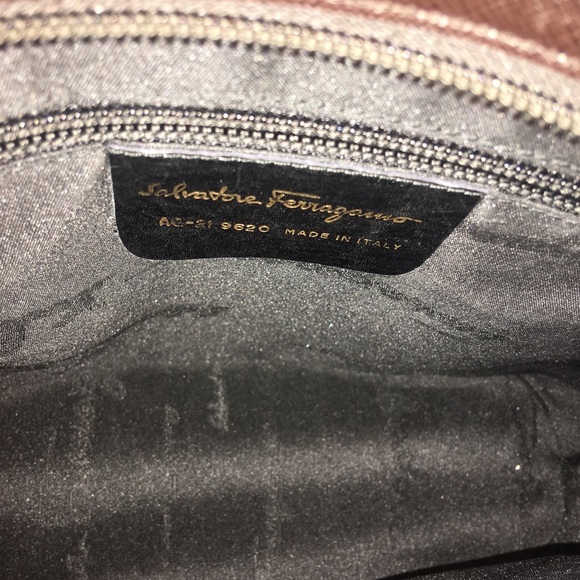 Salvatore Ferragamo
AQ-21 9620 MADE IN ITALY